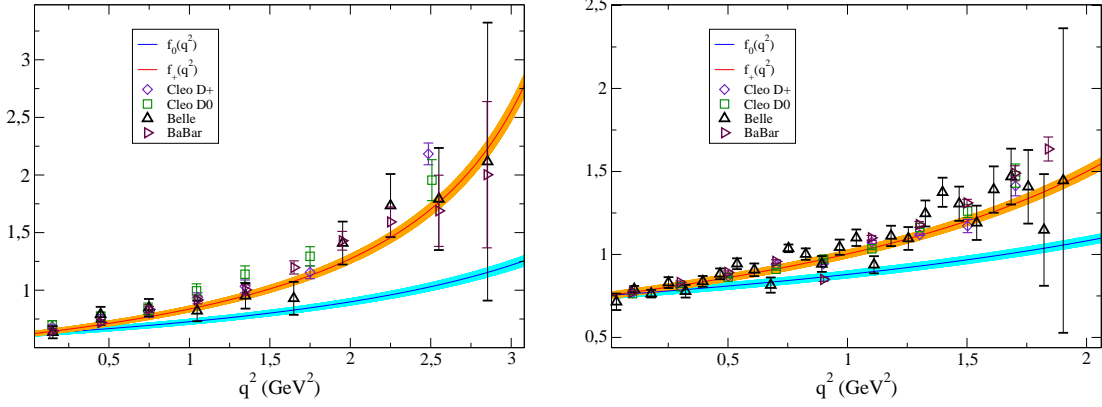 3
2,5
2
1,5
1
f₀(q²)
f₊(q²)
Cleo D+
Cleo D0
Belle
BaBar
0,5
1
1,5
2
2,5
3
q² (GeV²)
2,5
2
1,5
1
0,5
f₀(q²)
f₊(q²)
Cleo D+
Cleo D0
Belle
BaBar
0
0,5
1
1,5
2
q² (GeV²)